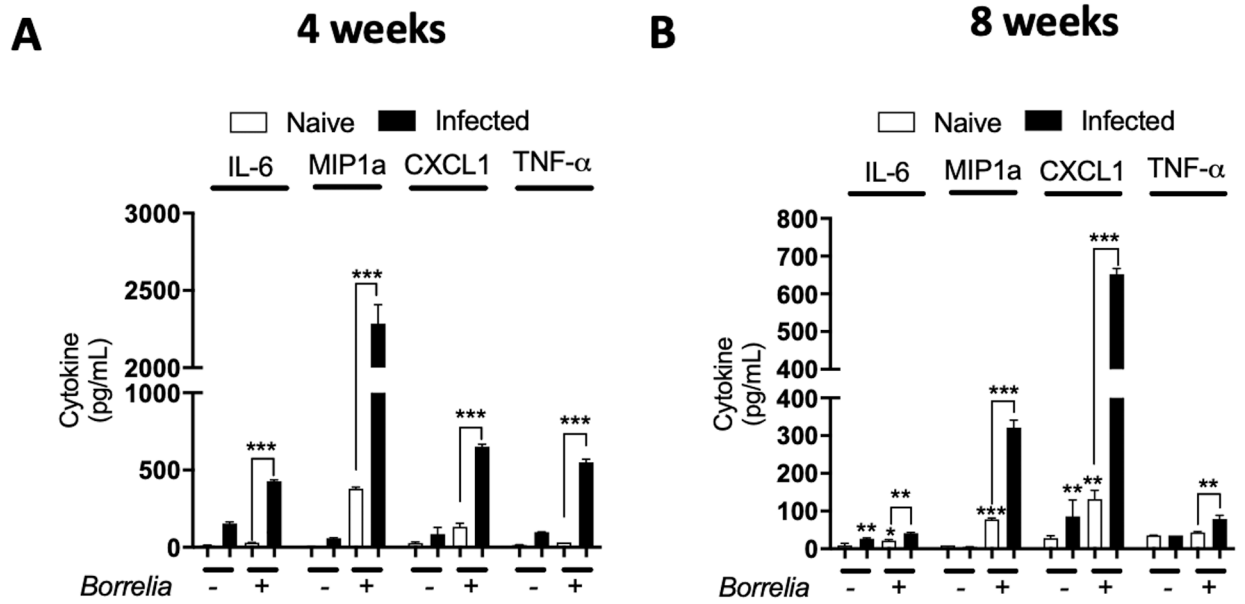 A
4 weeks
Naive Infected
IL-6 MIP1a CXCL1 TNF-α
Cytokine
(pg/mL)
3000
2500
2000
1000
500
0
***
***
***
***
Borrelia - + - + - + - +
B
8 weeks
Naive Infected
IL-6 MIP1a CXCL1 TNF-α
Cytokine
(pg/mL)
800
700
600
500
400
400
300
200
100
0
**
*
**
***
***
**
**
***
**
Borrelia - + - + - + - +